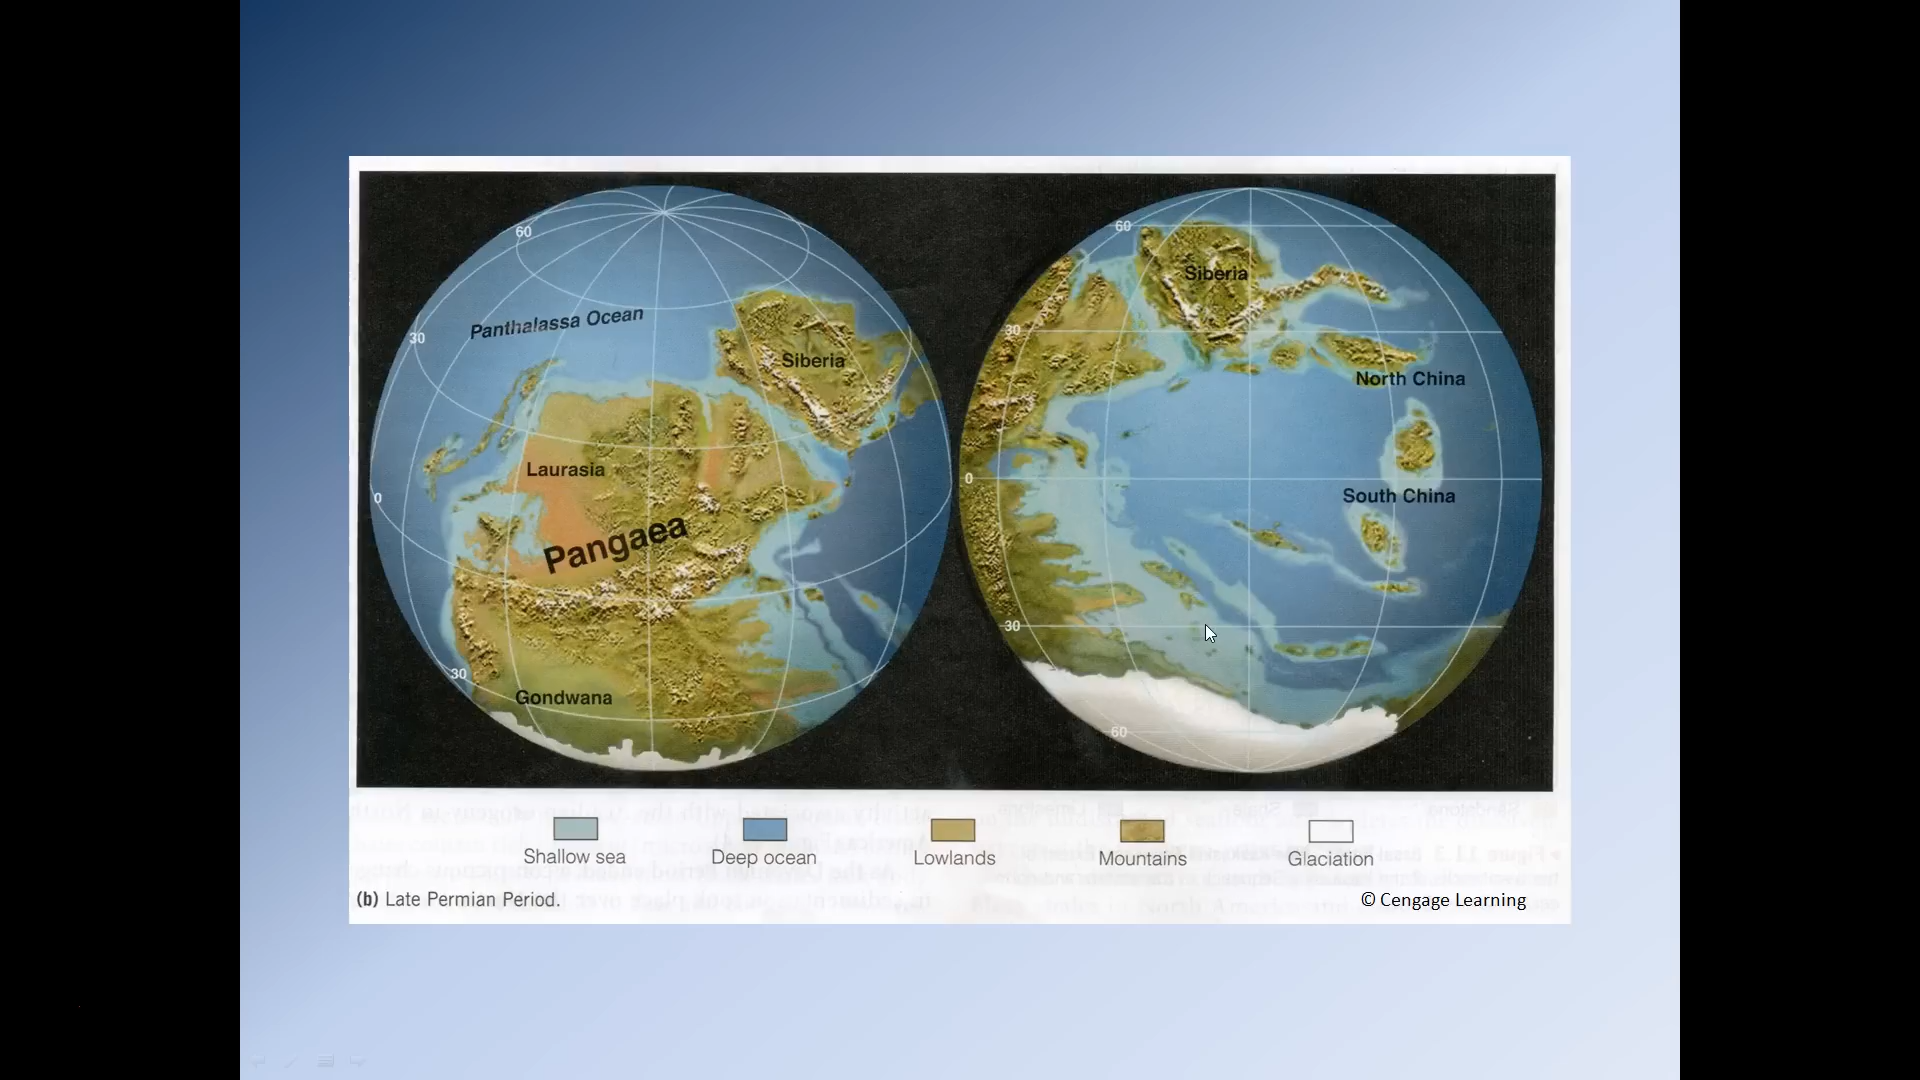 60
30
Panthalassa Ocean
Siberia
Laurasia
0
Pangaea
30
Gondwana
60
Siberia
30
North China
0
South China
30
60
Shallow sea
Deep ocean
Lowlands
Mountains
Glaciation
(b) Late Permian Period.
© Cengage Learning